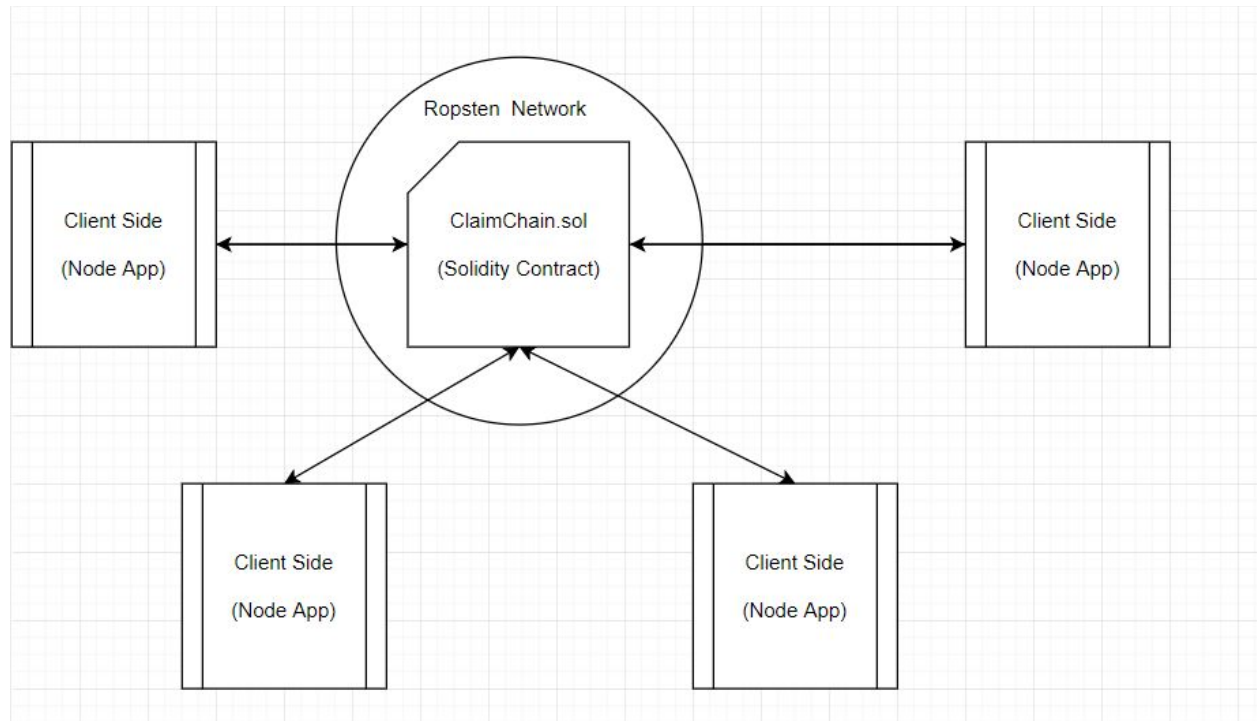 Ropsten Network
Client Side
(Node App)
ClaimChain.sol
(Solidity Contract)
Client Side
(Node App)
Client Side
(Node App)
Client Side
(Node App)